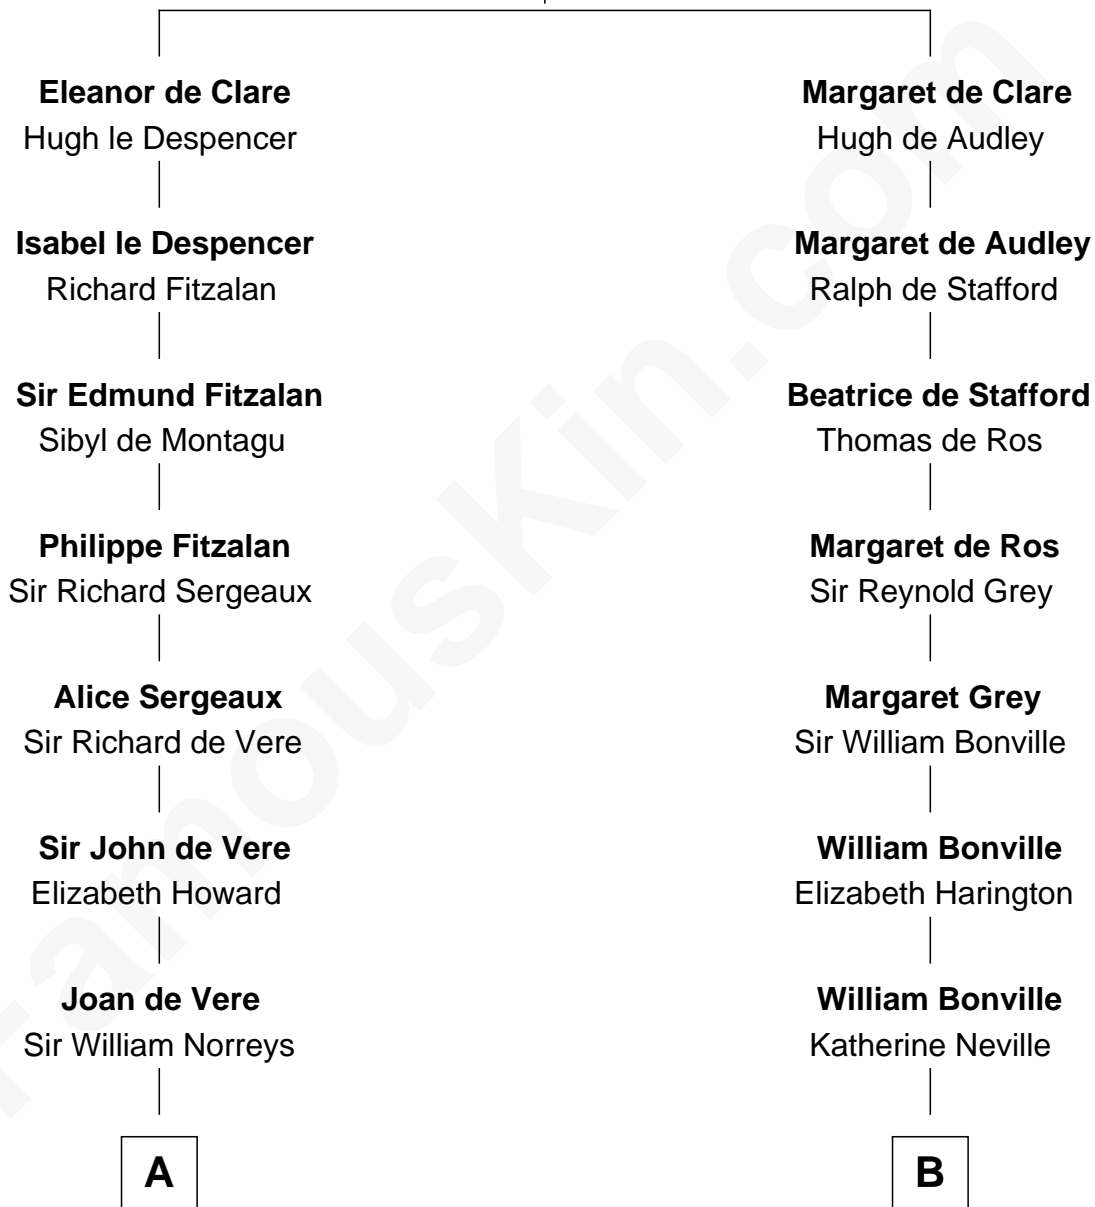 Eleanor de Clare
Hugh le Despencer
Isabel le Despencer
Richard Fitzalan
Sir Edmund Fitzalan
Sibyl de Montagu
Philippe Fitzalan
Sir Richard Sergeaux
Alice Sergeaux
Sir Richard de Vere
Sir John de Vere
Elizabeth Howard
Joan de Vere
Sir William Norreys
A
Margaret de Clare
Hugh de Audley
Margaret de Audley
Ralph de Stafford
Beatrice de Stafford
Thomas de Ros
Margaret de Ros
Sir Reynold Grey
Margaret Grey
Sir William Bonville
William Bonville
Elizabeth Harington
William Bonville
Katherine Neville
B
FamousKin.com